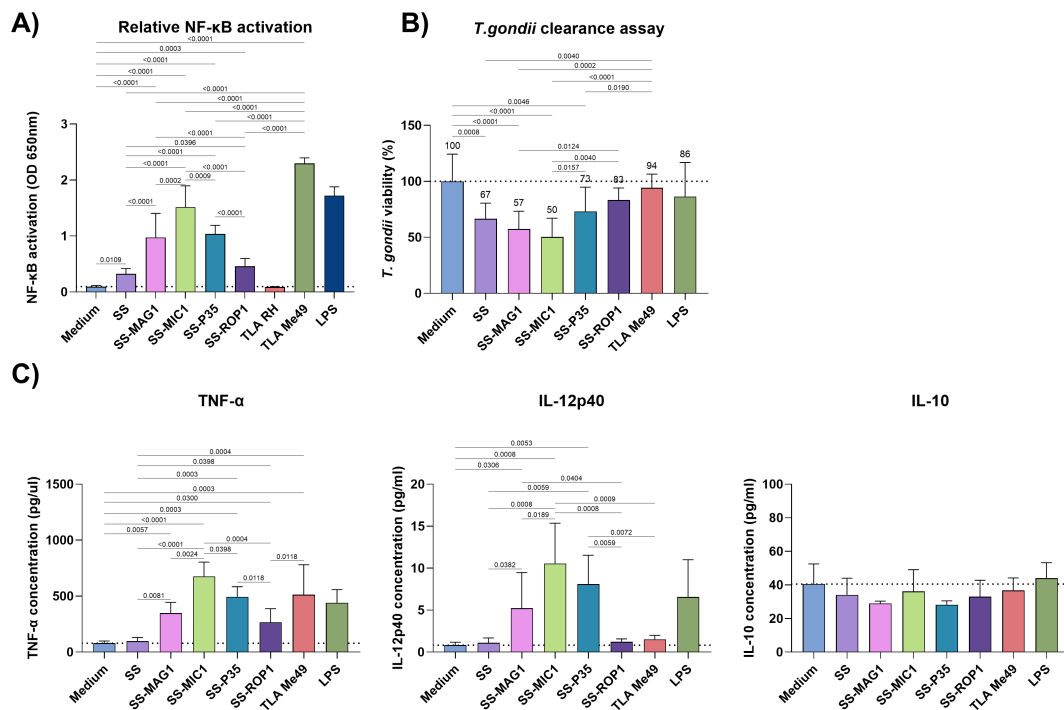 A)
Relative NF-κB activation
<0.0001
0.0003
<0.0001
<0.0001
<0.0001
<0.0001
<0.0001
<0.0001
<0.0001
<0.0001
<0.0001
0.0396
<0.0001
<0.0001
<0.0001
0.0002
0.0009
<0.0001
<0.0001
0.0109
NF-κB activation (OD 650nm)
3
2
1
0
Medium
SS
SS-MAG1
SS-MIC1
SS-P35
SS-ROP1
TLA RH
TLA Me49
LPS
B)
T.gondii clearance assay
0.0040
0.0002
<0.0001
0.0190
0.0046
<0.0001
<0.0001
0.0008
0.0124
0.0040
0.0157
T. gondii viability (%)
150
100
50
0
100
67
57
50
73
83
94
86
Medium
SS
SS-MAG1
SS-MIC1
SS-P35
SS-ROP1
TLA Me49
LPS
C)
TNF-α
0.0004
0.0398
0.0003
0.0003
0.0300
0.0003
<0.0001
0.0057
0.0004
<0.0001
0.0398
0.0024
0.0118
0.0118
0.0081
TNF-α concentration (pg/ul)
1500
1000
500
0
Medium
SS
SS-MAG1
SS-MIC1
SS-P35
SS-ROP1
TLA Me49
LPS
IL-12p40
0.0053
0.0008
0.0306
0.0404
0.0059
0.0009
0.0008
0.0008
0.0189
0.0072
0.0059
0.0382
IL-12p40 concentration (pg/ml)
20
15
10
5
0
Medium
SS
SS-MAG1
SS-MIC1
SS-P35
SS-ROP1
TLA Me49
LPS
IL-10
IL-10 concentration (pg/ml)
100
80
60
40
20
0
Medium
SS
SS-MAG1
SS-MIC1
SS-P35
SS-ROP1
TLA Me49
LPS